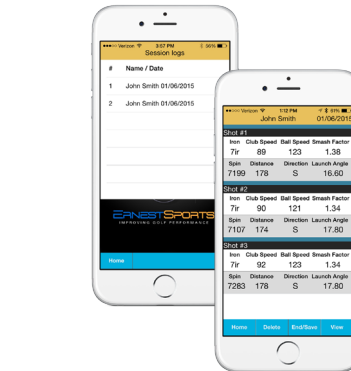 Verizon 3:57 PM 56%
Session logs
# Name / Date
1 John Smith 01/06/2015
2 John Smith 01/06/2015
ERNESTSPORTS
IMPROVING GOLF PERFORMANCE
Home
Verizon 1:12 PM 91%
John Smith 01/06/2015
Shot #1
Iron Club Speed Ball Speed Smash Factor
7ir 89 123 1.38
Spin Distance Direction Launch Angle
7199 178 S 16.60
Shot #2
Iron Club Speed Ball Speed Smash Factor
7ir 90 121 1.34
Spin Distance Direction Launch Angle
7107 174 S 17.80
Shot #3
Iron Club Speed Ball Speed Smash Factor
7ir 92 123 1.34
Spin Distance Direction Launch Angle
7283 178 S 17.80
Home Delete End/Save View